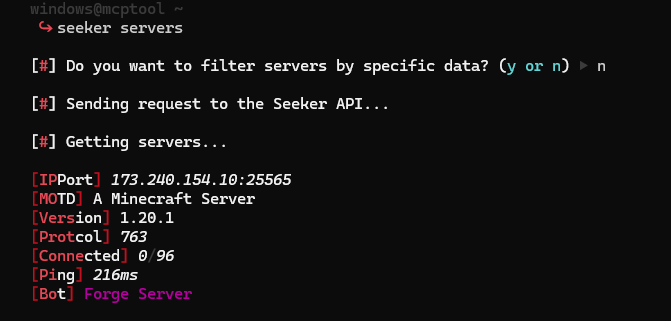 windows@mcptool ~
↪ seeker servers
[#] Do you want to filter servers by specific data? (y or n) ▶ n
[#] Sending request to the Seeker API...
[#] Getting servers...
[IPPort] 173.240.154.10:25565
[MOTD] A Minecraft Server
[Version] 1.20.1
[Protcol] 763
[Connected] 0/96
[Ping] 216ms
[Bot] Forge Server